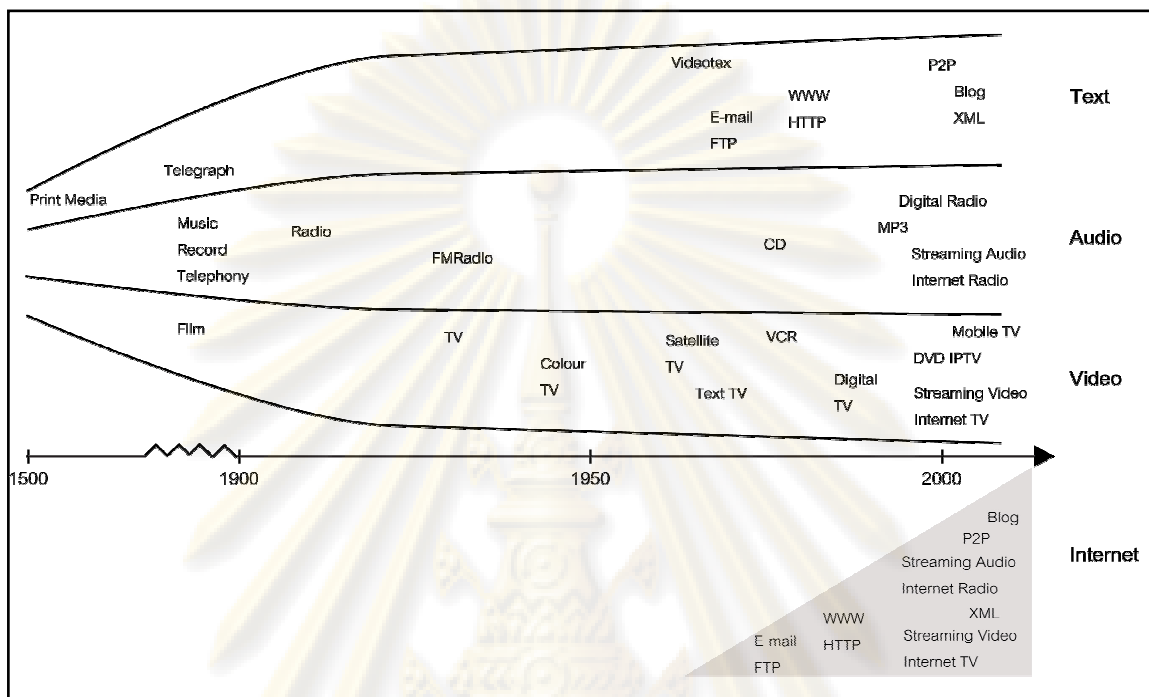 Videotex
P2P
WWW
Blog
Text
E-mail
HTTP
XML
FTP
Telegraph
Print Media
Digital Radio
Music
MP3
Radio
Audio
CD
Record
FMRadio
Streaming Audio
Telephony
Internet Radio
Film
TV
Satellite
TV
VCR
Mobile TV
Colour
TV
DVD IPTV
Text TV
Digital
TV
Video
Streaming Video
Internet TV
1500
1900
1950
2000
Blog
P2P
Internet
Streaming Audio
Internet Radio
XML
WWW
HTTP
E mail
FTP
Streaming Video
Internet TV